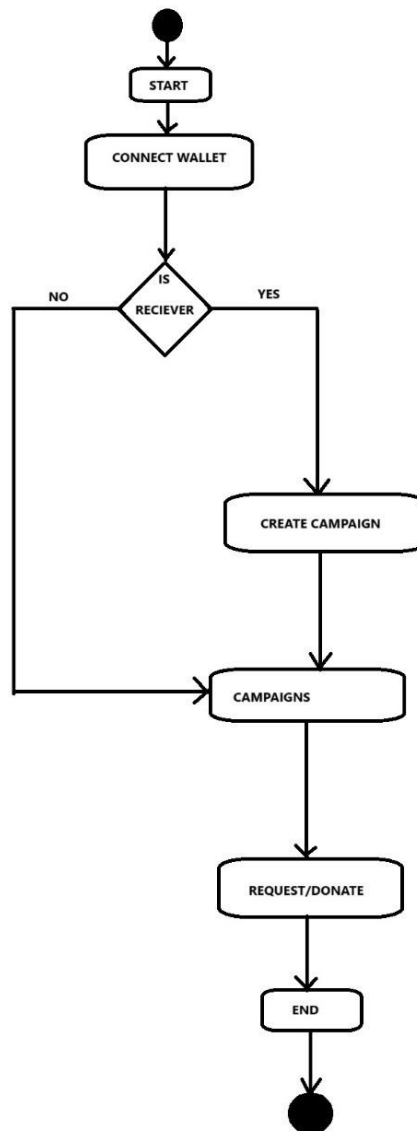 START
CONNECT WALLET
IS
RECIEVER
NO
YES
CREATE CAMPAIGN
CAMPAIGNS
REQUEST/DONATE
END